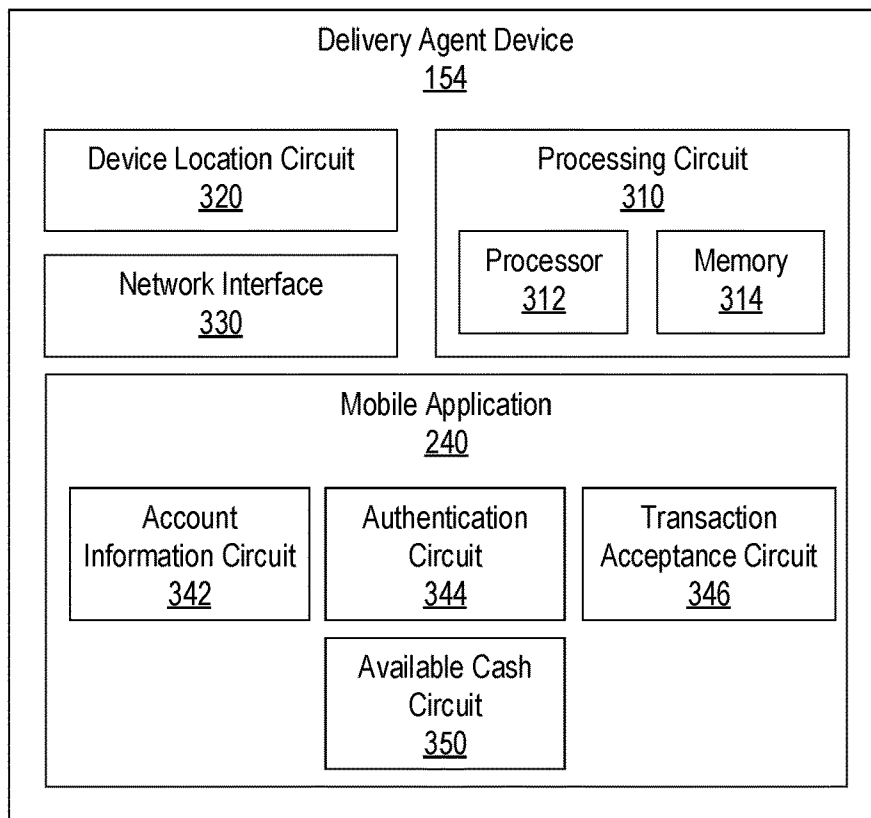 Delivery Agent Device
154
Device Location Circuit
320
Network Interface
330
Processing Circuit
310
Processor
312
Memory
314
Mobile Application
240
Account
Information Circuit
342
Authentication
Circuit
344
Transaction
Acceptance Circuit
346
Available Cash
Circuit
350